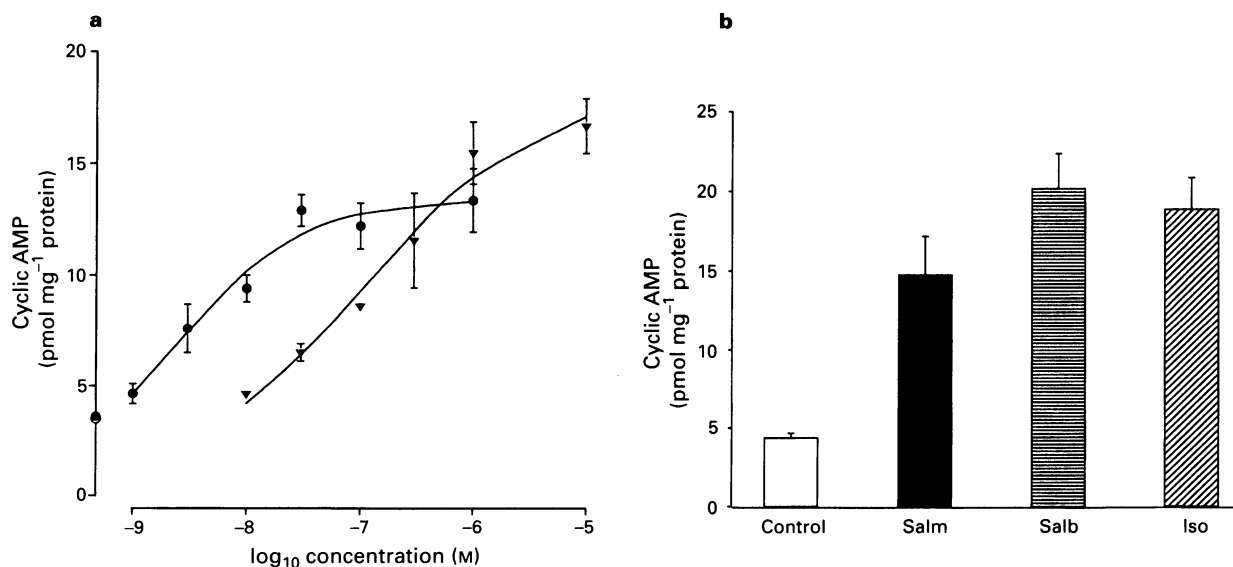 a
20
15
10
5
0
Cyclic AMP
(pmol mg⁻¹ protein)
−9 −8 −7 −6 −5
log₁₀ concentration (M)
b
25
20
15
10
5
0
Cyclic AMP
(pmol mg⁻¹ protein)
Control Salm Salb Iso